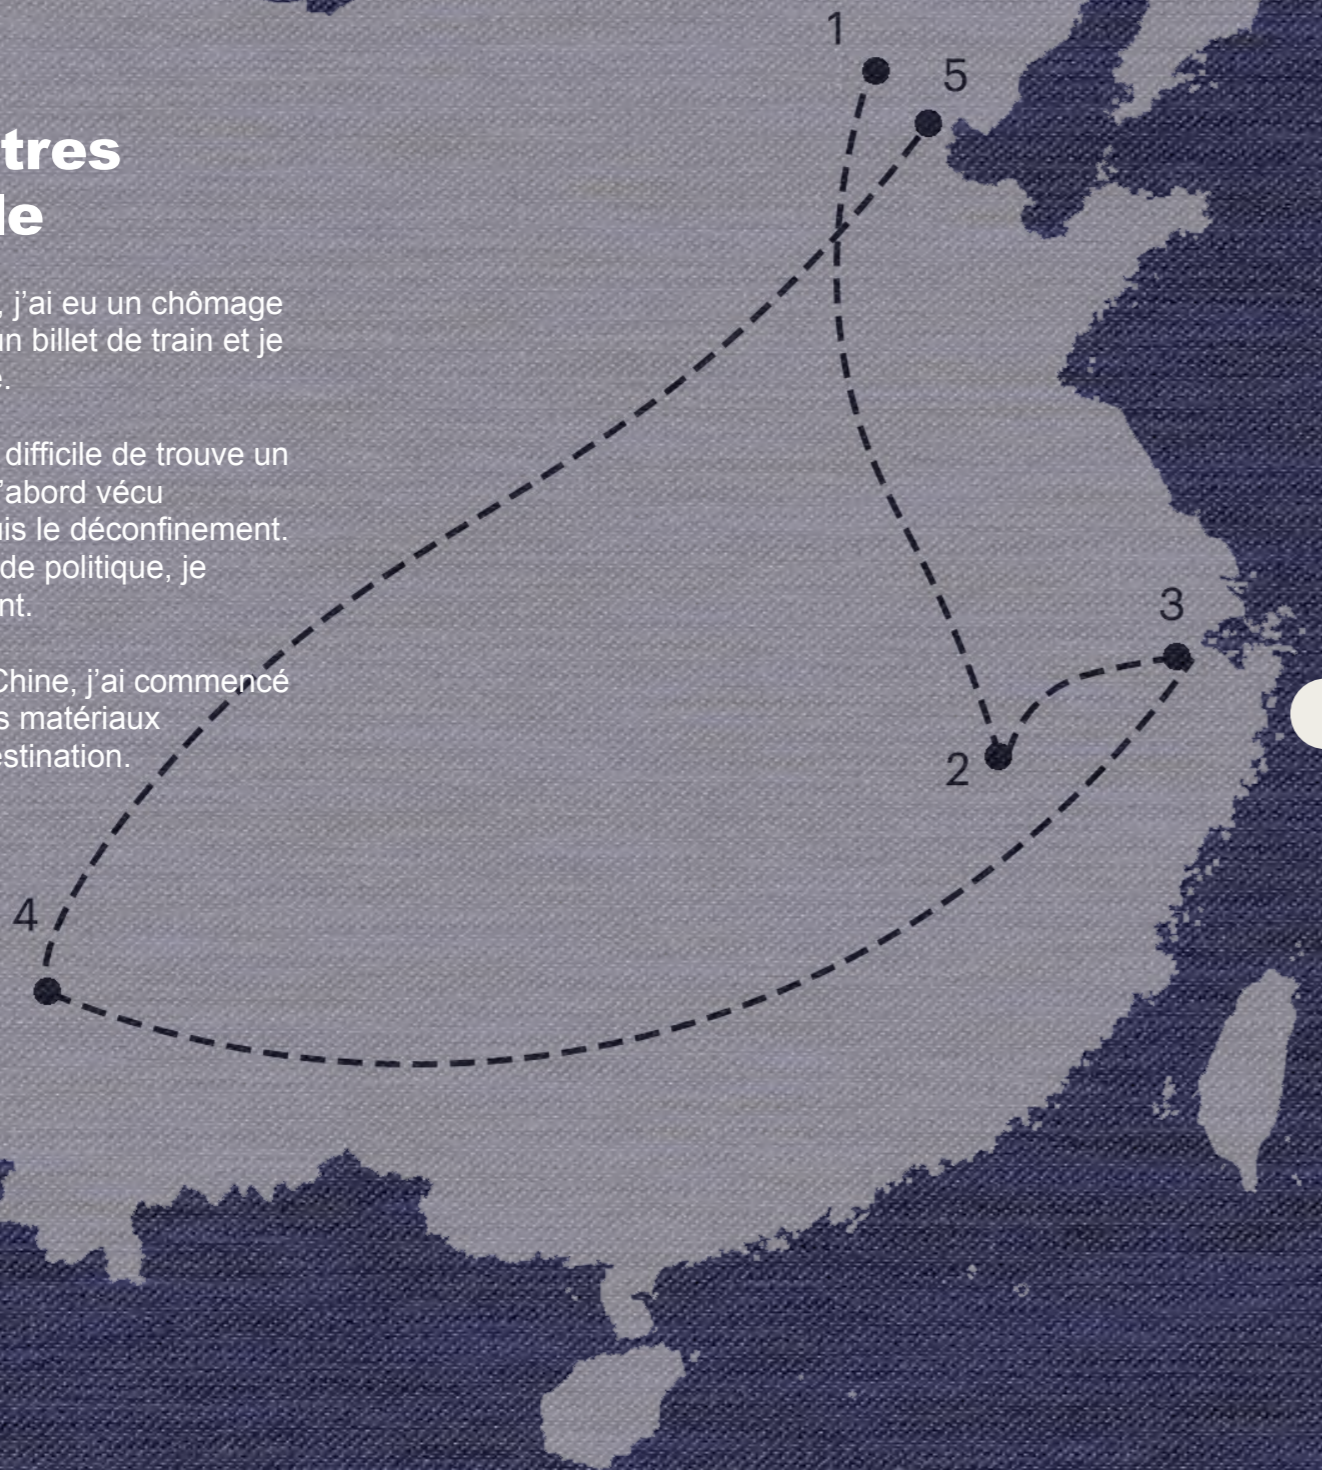 1
5
tres
le
, j’ai eu un chômage
un billet de train et je
e.
difficile de trouve un
’abord vécu
uis le déconfinement.
de politique, je
nt.
3
Chine, j’ai commencé
s matériaux
estination.
2
4